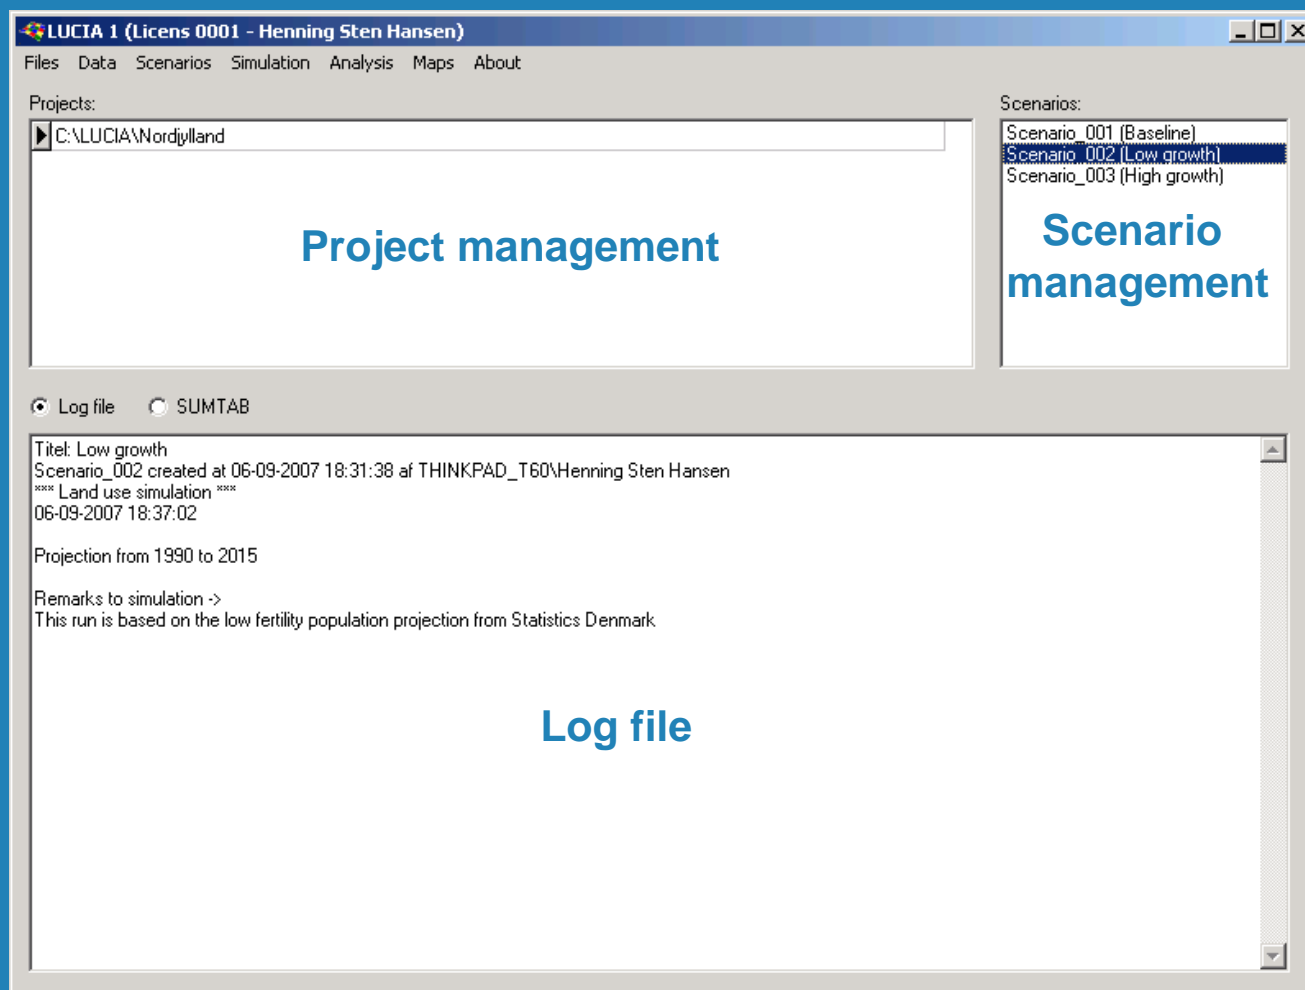 LUCIA 1 (Licens 0001 - Henning Sten Hansen)
Files Data Scenarios Simulation Analysis Maps About
Projects:
C:\LUCIA\Nordjylland
Project management
Scenarios:
Scenario_001 (Baseline)
Scenario_002 (Low growth)
Scenario_003 (High growth)
Scenario
management
Log file SUMTAB
Titel: Low growth
Scenario_002 created at 06-09-2007 18:31:38 af THINKPAD_T60\Henning Sten Hansen
*** Land use simulation ***
06-09-2007 18:37:02
Projection from 1990 to 2015
Remarks to simulation ->
This run is based on the low fertility population projection from Statistics Denmark
Log file